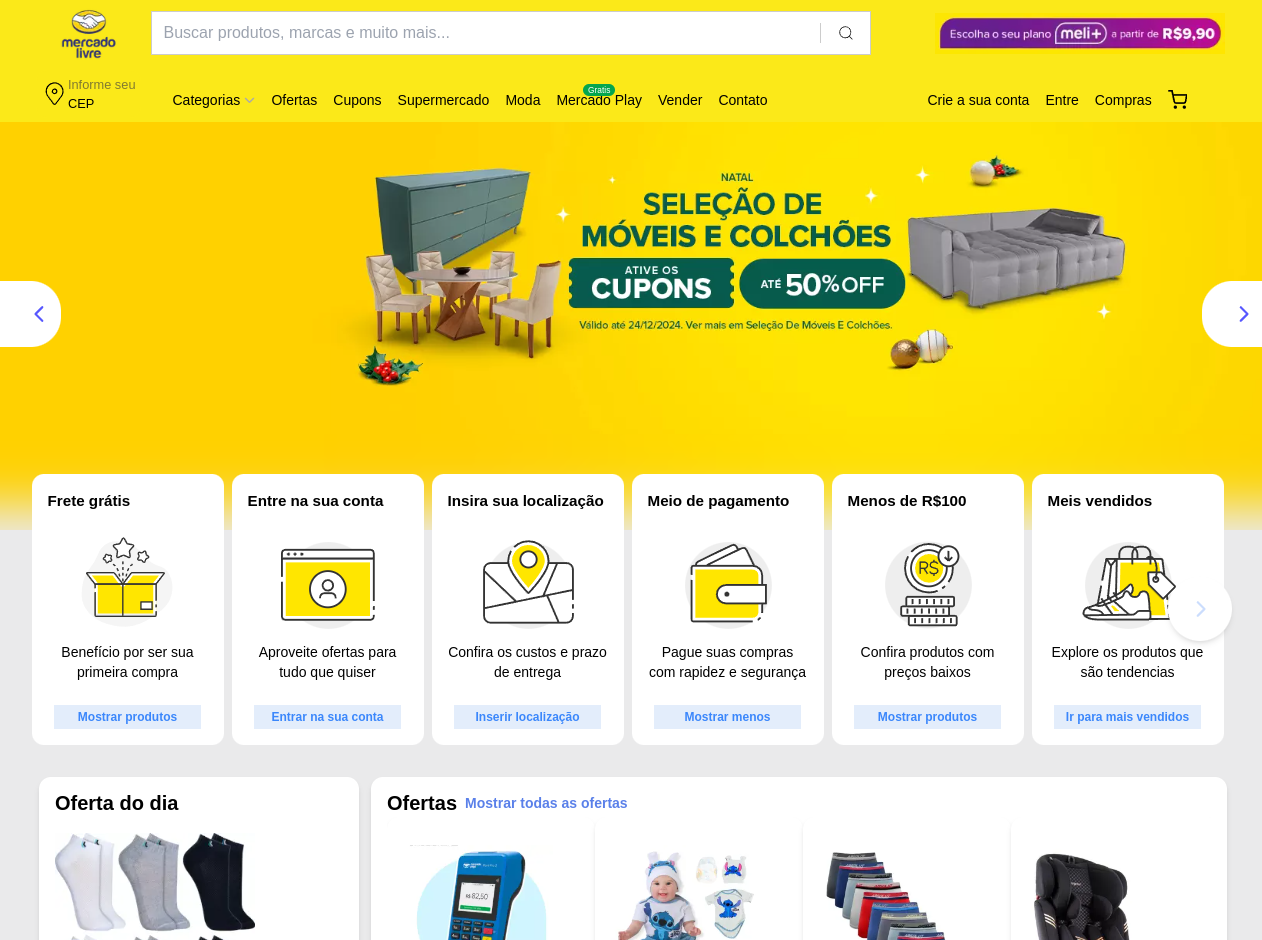 mercado
livre
Buscar produtos, marcas e muito mais...
Escolha o seu plano meli+ a partir de R$9,90
Informe seu
CEP
Categorias
Ofertas
Cupons
Supermercado
Moda
Gratis
Mercado Play
Vender
Contato
Crie a sua conta
Entre
Compras
NATAL
SELEÇÃO DE
MÓVEIS E COLCHÕES
ATIVE OS
CUPONS
ATÉ 50% OFF
Válido até 24/12/2024. Ver mais em Seleção De Móveis E Colchões.
Frete grátis
Benefício por ser sua
primeira compra
Mostrar produtos
Entre na sua conta
Aproveite ofertas para
tudo que quiser
Entrar na sua conta
Insira sua localização
Confira os custos e prazo
de entrega
Inserir localização
Meio de pagamento
Pague suas compras
com rapidez e segurança
Mostrar menos
Menos de R$100
R$
Confira produtos com
preços baixos
Mostrar produtos
Meis vendidos
Explore os produtos que
são tendencias
Ir para mais vendidos
Oferta do dia
Ofertas
Mostrar todas as ofertas
R$ 82,50